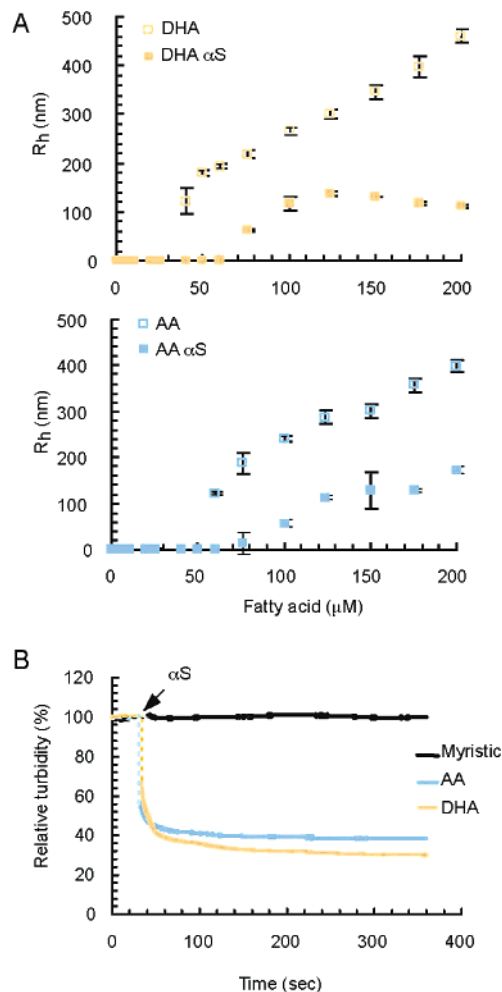 A
DHA
DHA αS
Rh (nm)
500
400
300
200
100
0
0 50 100 150 200
AA
AA αS
Rh (nm)
500
400
300
200
100
0
0 50 100 150 200
Fatty acid (μM)
B
αS
Relative turbidity (%)
120
100
80
60
40
20
0
Myristic
AA
DHA
0 100 200 300 400
Time (sec)